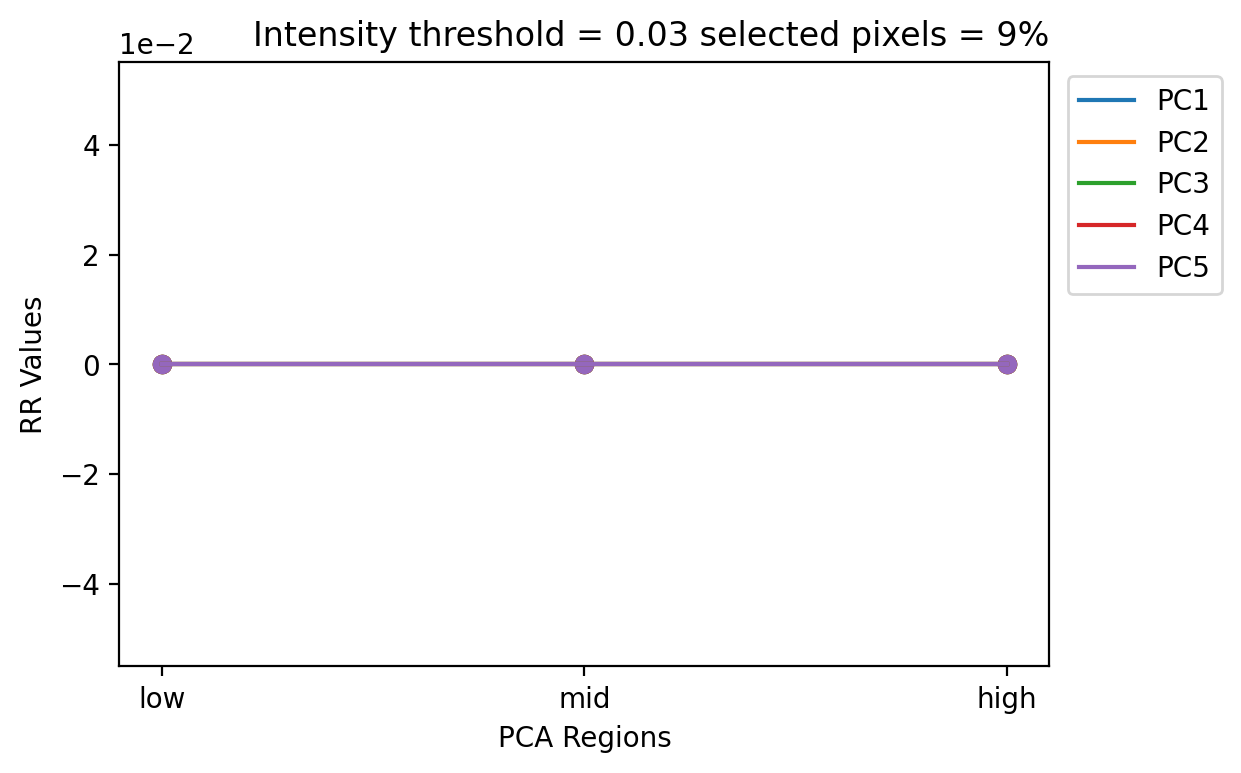 Intensity threshold = 0.03 selected pixels = 9%
1e−2
4
2
0
−2
−4
RR Values
low mid high
PCA Regions
PC1
PC2
PC3
PC4
PC5